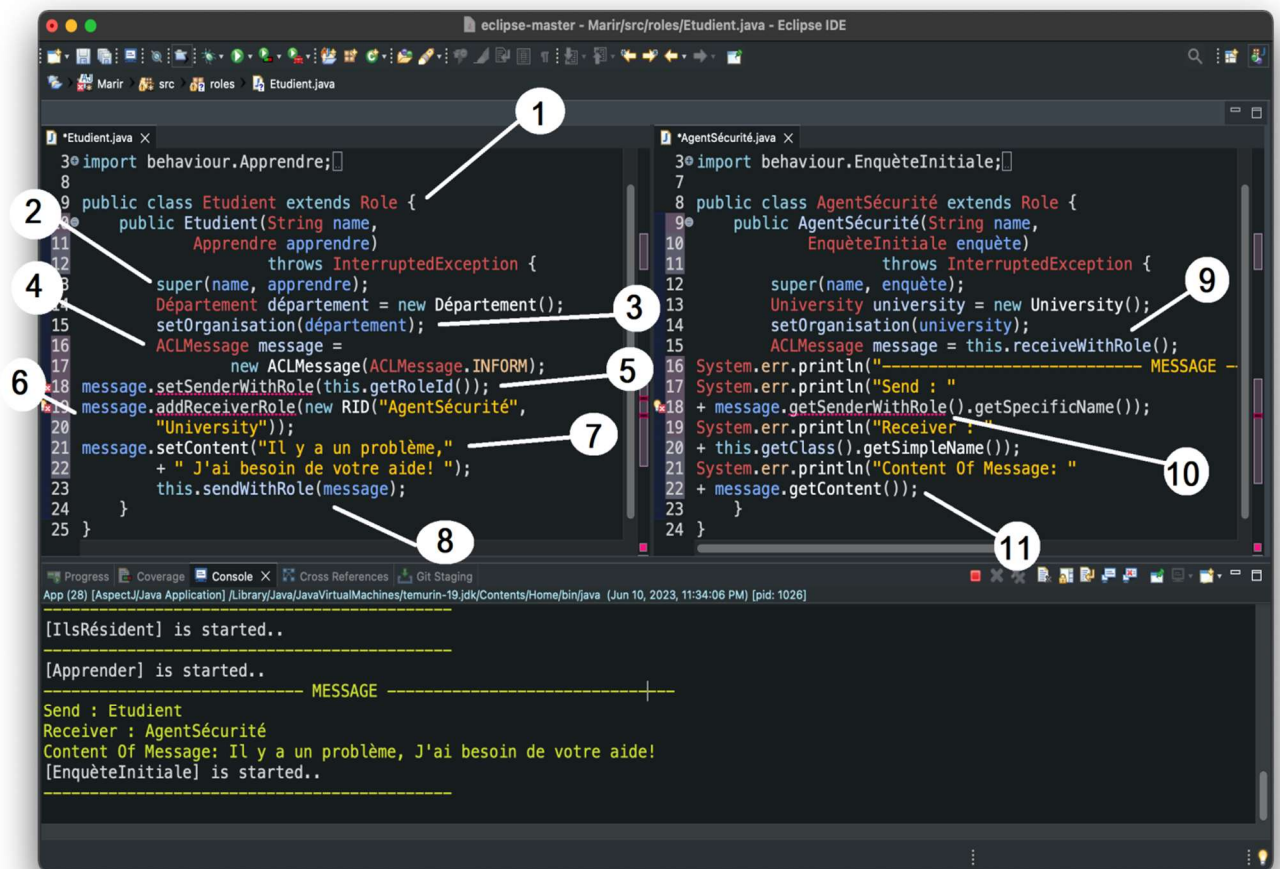 eclipse-master - Marir/src/roles/Etudient.java - Eclipse IDE
Marir src roles Etudient.java
1
*Etudient.java
3 import behaviour.Apprendre;
8
9 public class Etudient extends Role {
2
public Etudient(String name,
11 Apprendre apprendre)
12 throws InterruptedException {
super(name, apprendre);
4
Département département = new Département();
15 setOrganisation(département);
3
16 ACLMessage message =
17 new ACLMessage(ACLMessage.INFORM);
6
18 message.setSenderWithRole(this.getRoleId());
5
19 message.addReceiverRole(new RID("AgentSécurité",
20 "University"));
7
21 message.setContent("Il y a un problème,"
22 + " J'ai besoin de votre aide! ");
23 this.sendWithRole(message);
24 }
25 }
8
*AgentSécurité.java
3 import behaviour.EnquèteInitiale;
7
8 public class AgentSécurité extends Role {
9 public AgentSécurité(String name,
10 EnquèteInitiale enquète)
11 throws InterruptedException {
12 super(name, enquète);
9
13 University university = new University();
14 setOrganisation(university);
15 ACLMessage message = this.receiveWithRole();
16 System.err.println("---------------------------- MESSAGE -
17 System.err.println("Send : "
18 + message.getSenderWithRole().getSpecificName());
19 System.err.println("Receiver : "
20 + this.getClass().getSimpleName());
10
21 System.err.println("Content Of Message: "
22 + message.getContent());
23 }
24 }
11
Progress Coverage Console Cross References Git Staging
App (28) [AspectJ/Java Application] /Library/Java/JavaVirtualMachines/temurin-19.jdk/Contents/Home/bin/java (Jun 10, 2023, 11:34:06 PM) [pid: 1026]
--------------------------------------------
[IlsRésident] is started..
--------------------------------------------
[Apprender] is started..
---------------------------- MESSAGE -------------------------------
Send : Etudient
Receiver : AgentSécurité
Content Of Message: Il y a un problème, J'ai besoin de votre aide!
[EnquèteInitiale] is started..
--------------------------------------------